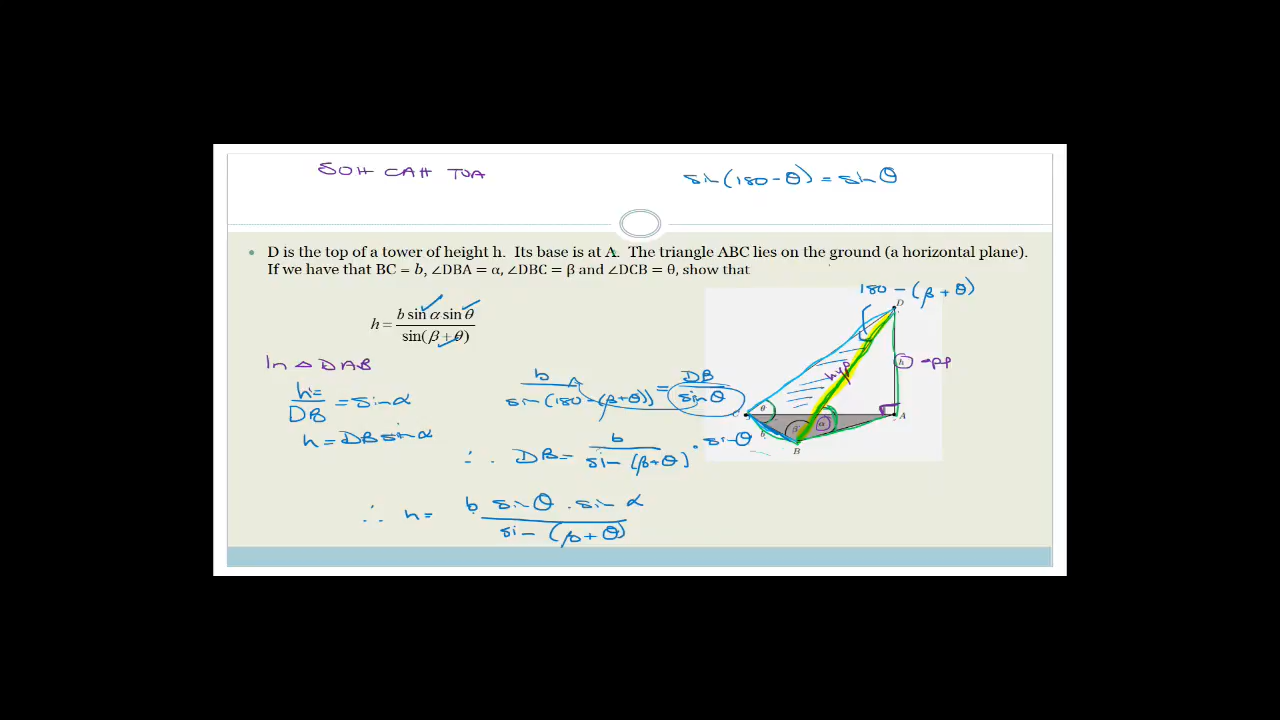 SOH CAH TOA
sin(180-θ) = sin θ
• D is the top of a tower of height h. Its base is at A. The triangle ABC lies on the ground (a horizontal plane).
If we have that BC = b, ∠DBA = α, ∠DBC = β and ∠DCB = θ, show that
h = b sin α sin θ / sin(β + θ)
180 - (β + θ)
D
h opp
hyp
C θ A
β α
b
B
In △ DAB
h/DB = sin α
h = DB sin α
b / sin(180-(β+θ)) = DB / sin θ
∴ DB = b / sin (β+θ) · sin θ
∴ h = b sin θ . sin α / sin (β+θ)